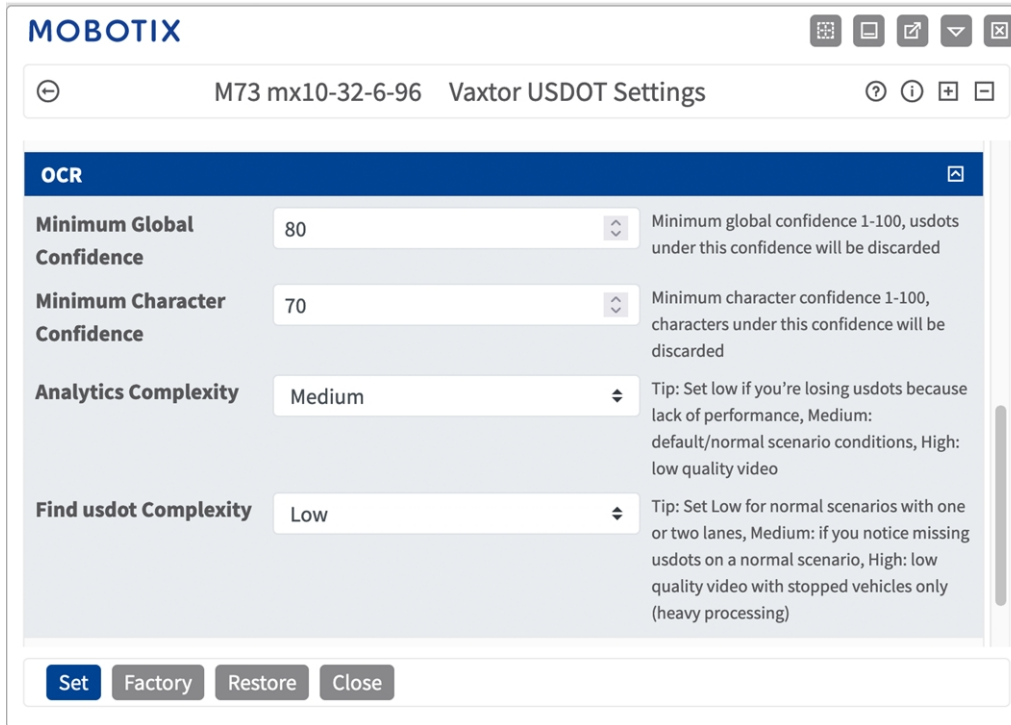 MOBOTIX
M73 mx10-32-6-96 Vaxtor USDOT Settings
OCR
Minimum Global
Confidence
80
Minimum global confidence 1-100, usdots
under this confidence will be discarded
Minimum Character
Confidence
70
Minimum character confidence 1-100,
characters under this confidence will be
discarded
Analytics Complexity
Medium
Tip: Set low if you’re losing usdots because
lack of performance, Medium:
default/normal scenario conditions, High:
low quality video
Find usdot Complexity
Low
Tip: Set Low for normal scenarios with one
or two lanes, Medium: if you notice missing
usdots on a normal scenario, High: low
quality video with stopped vehicles only
(heavy processing)
Set Factory Restore Close